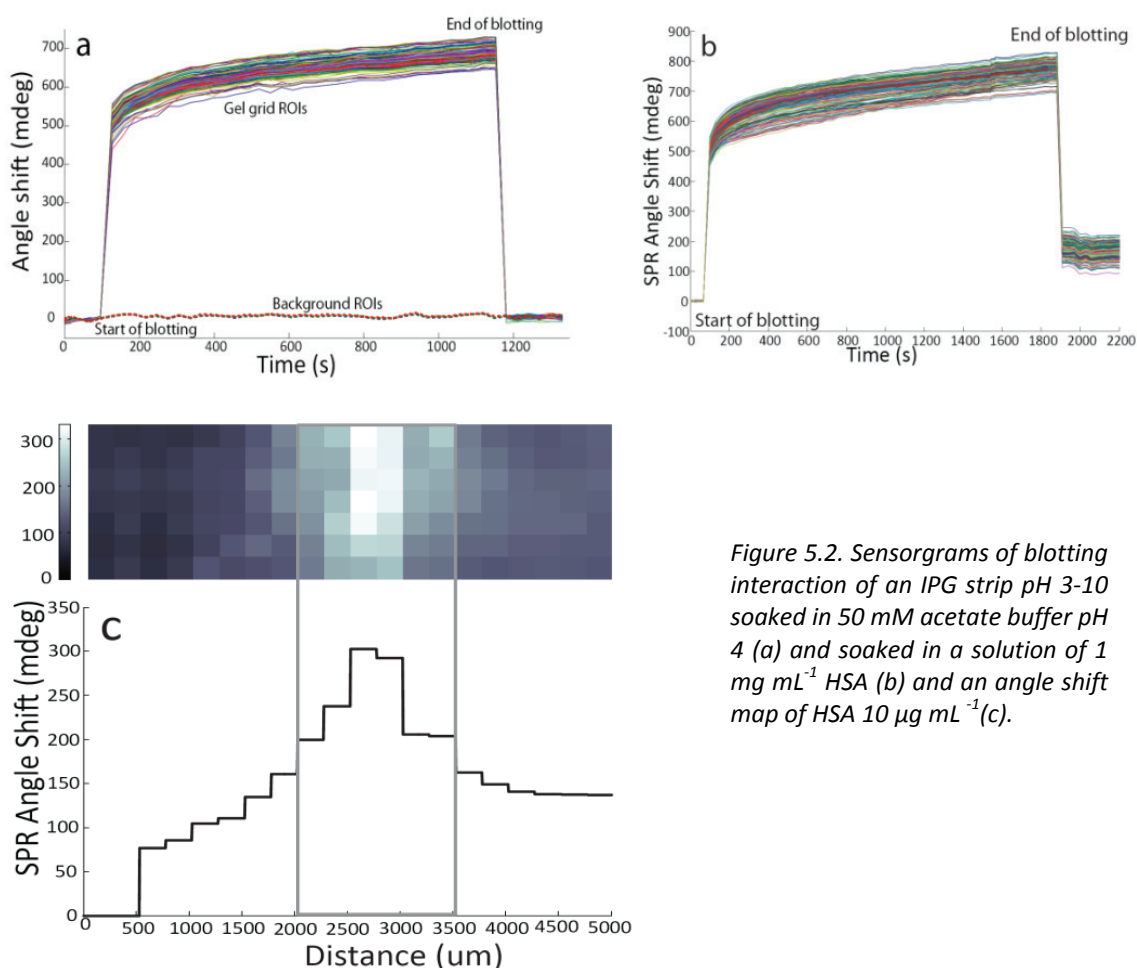 a
End of blotting
Gel grid ROIs
Background ROIs
Start of blotting
Angle shift (mdeg)
700
600
500
400
300
200
100
0
0 200 400 600 800 1000 1200
Time (s)
b
End of blotting
Start of blotting
SPR Angle Shift (mdeg)
900
800
700
600
500
400
300
200
100
0
-100
0 200 400 600 800 1000 1200 1400 1600 1800 2000 2200
Time (s)
300
200
100
0
C
SPR Angle Shift (mdeg)
350
300
250
200
150
100
50
0
0 500 1000 1500 2000 2500 3000 3500 4000 4500 5000
Distance (um)
Figure 5.2. Sensorgrams of blotting
interaction of an IPG strip pH 3-10
soaked in 50 mM acetate buffer pH
4 (a) and soaked in a solution of 1
mg mL⁻¹ HSA (b) and an angle shift
map of HSA 10 µg mL ⁻¹(c).